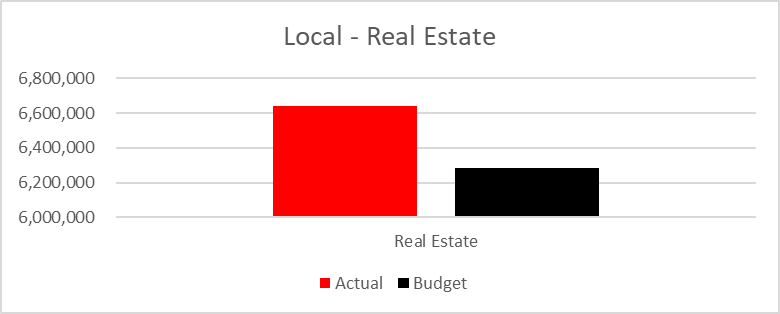 Local - Real Estate
6,800,000
6,600,000
6,400,000
6,200,000
6,000,000
Real Estate
Actual Budget